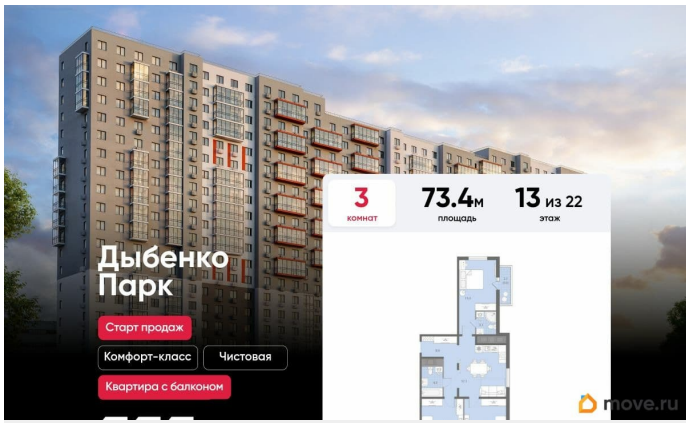 3
комнат
73.4м
площадь
13 из 22
этаж
Дыбенко
Парк
Старт продаж
Комфорт-класс
Чистовая
Квартира с балконом
move.ru